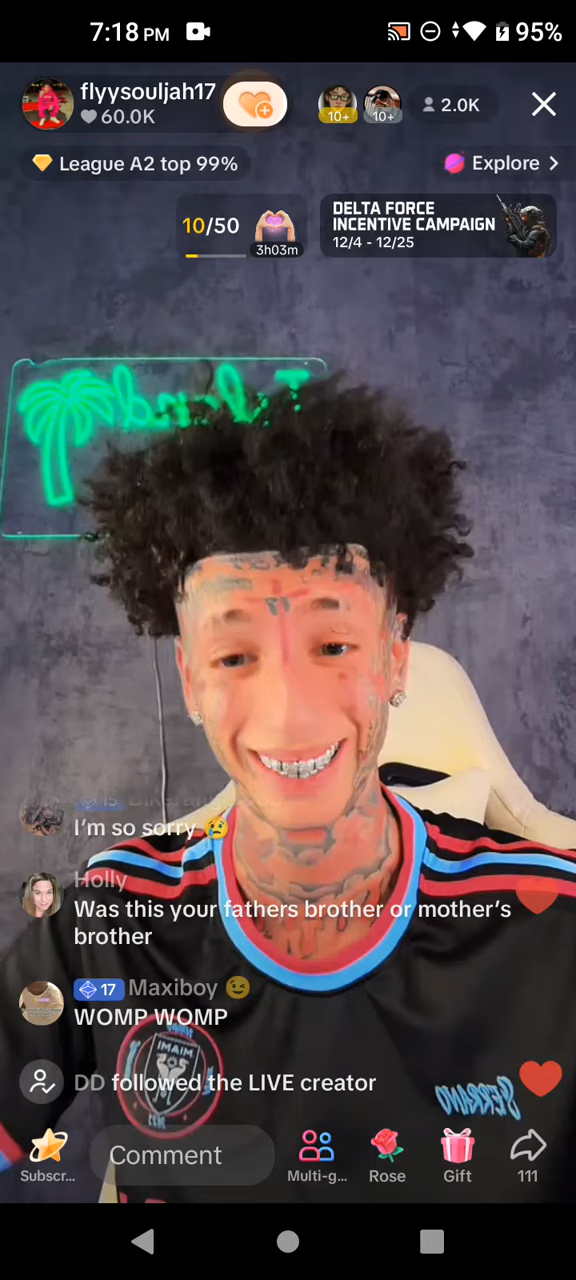 7:18 PM
95%
flyysouljah17
60.0K
10+
10+
2.0K
League A2 top 99%
Explore >
10/50
3h03m
DELTA FORCE
INCENTIVE CAMPAIGN
12/4 - 12/25
I'm so sorry 😢
Holly
Was this your fathers brother or mother's
brother
17 Maxiboy 😉
WOMP WOMP
MIAMI
DD followed the LIVE creator
Comment
Subscr...
Multi-g...
Rose
Gift
111